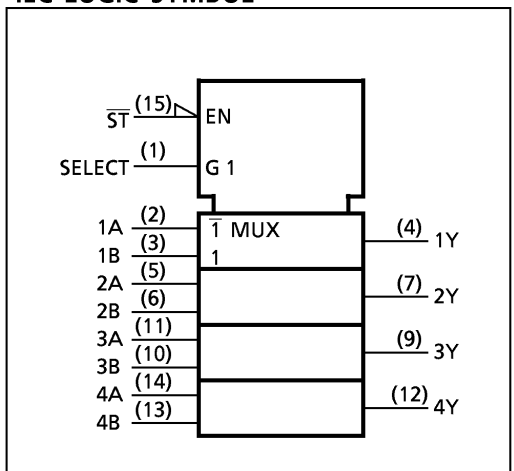 IEC LOGIC SYMBOL
S̅T̅ (15) EN
SELECT (1) G 1
1A (2) 1̅ MUX (4) 1Y
1B (3) 1
2A (5) (7) 2Y
2B (6)
3A (11) (9) 3Y
3B (10)
4A (14) (12) 4Y
4B (13)